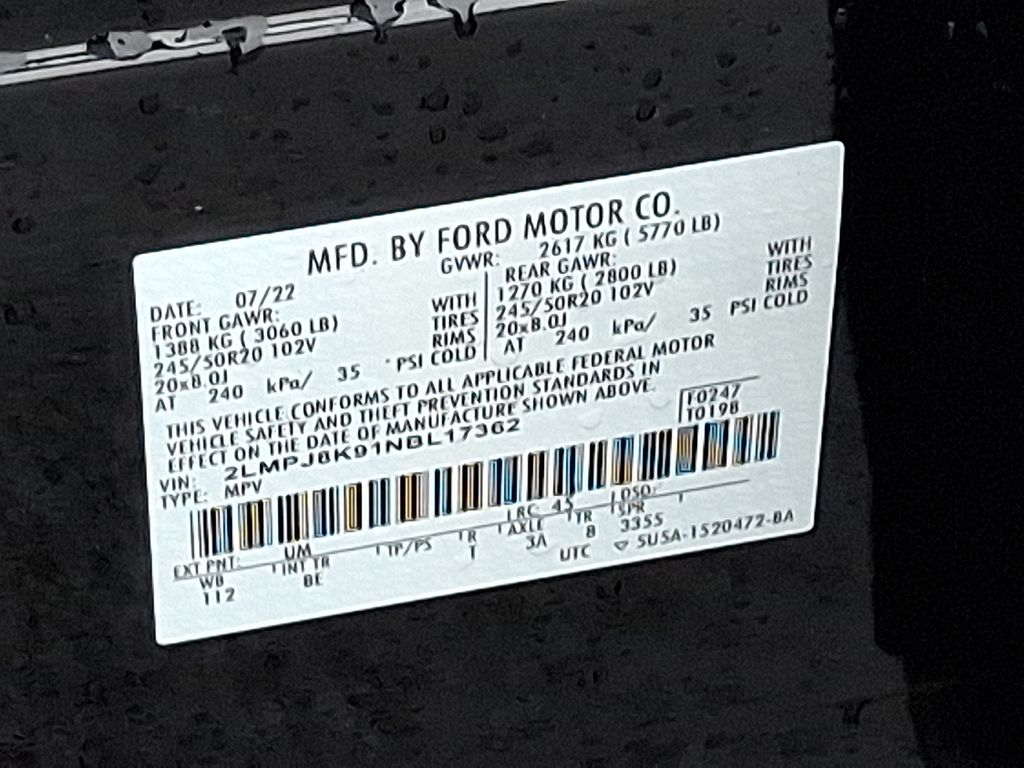 MFD. BY FORD MOTOR CO.
DATE: 07/22 GVWR: 2617 KG ( 5770 LB)
FRONT GAWR: WITH REAR GAWR: WITH
1388 KG ( 3060 LB) TIRES 1270 KG ( 2800 LB) TIRES
245/50R20 102V RIMS 245/50R20 102V RIMS
20x8.0J PSI COLD 20x8.0J PSI COLD
AT 240 kPa/ 35 AT 240 kPa/ 35
THIS VEHICLE CONFORMS TO ALL APPLICABLE FEDERAL MOTOR
VEHICLE SAFETY AND THEFT PREVENTION STANDARDS IN
EFFECT ON THE DATE OF MANUFACTURE SHOWN ABOVE.
VIN: 2LMPJ8K91NBL17362 F0247
TYPE: MPV T0198
EXT PNT: UM LRC: 45 DSO:
WB INT TR TP/PS R AXLE TR SPR
112 BE T 3A B 3355
UTC ▽ 5U5A-1520472-BA